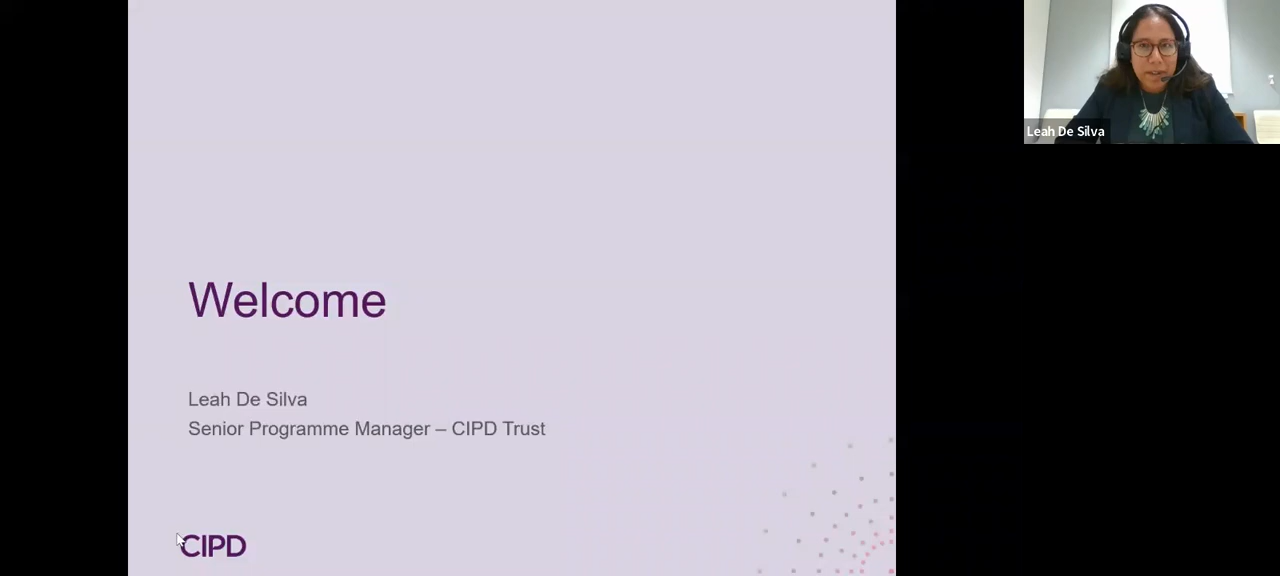 Leah De Silva
Welcome
Leah De Silva
Senior Programme Manager – CIPD Trust
CIPD